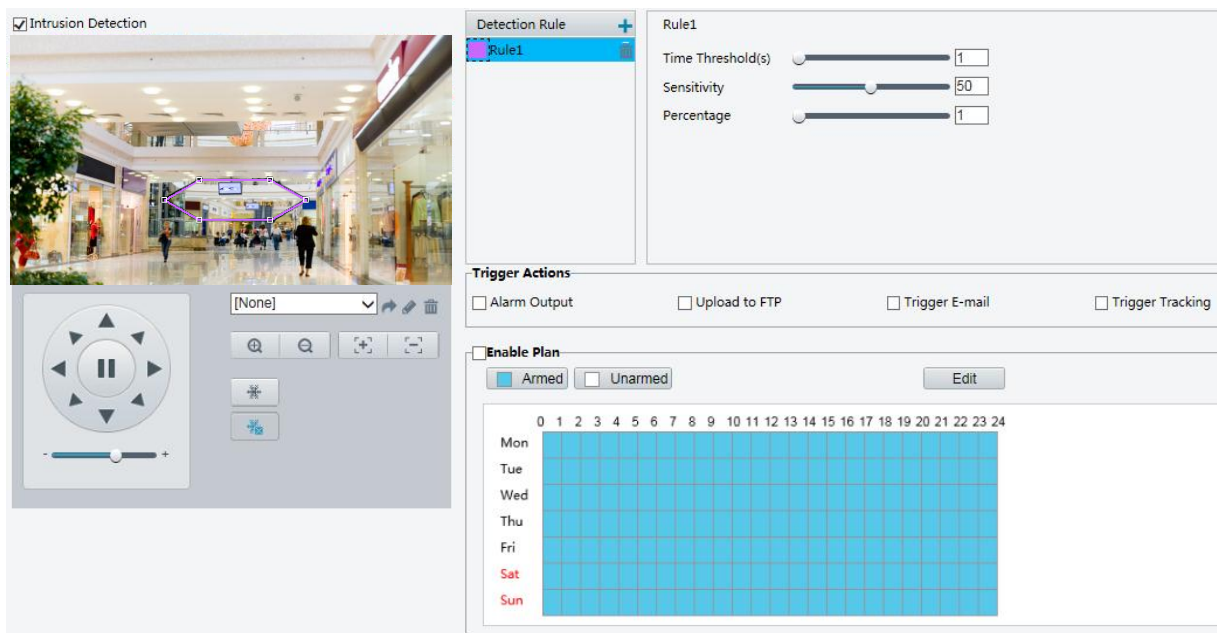 Intrusion Detection
[None]
- +
Detection Rule +
Rule1
Rule1
Time Threshold(s) 1
Sensitivity 50
Percentage 1
Trigger Actions
Alarm Output Upload to FTP Trigger E-mail Trigger Tracking
Enable Plan
Armed Unarmed Edit
0 1 2 3 4 5 6 7 8 9 10 11 12 13 14 15 16 17 18 19 20 21 22 23 24
Mon
Tue
Wed
Thu
Fri
Sat
Sun